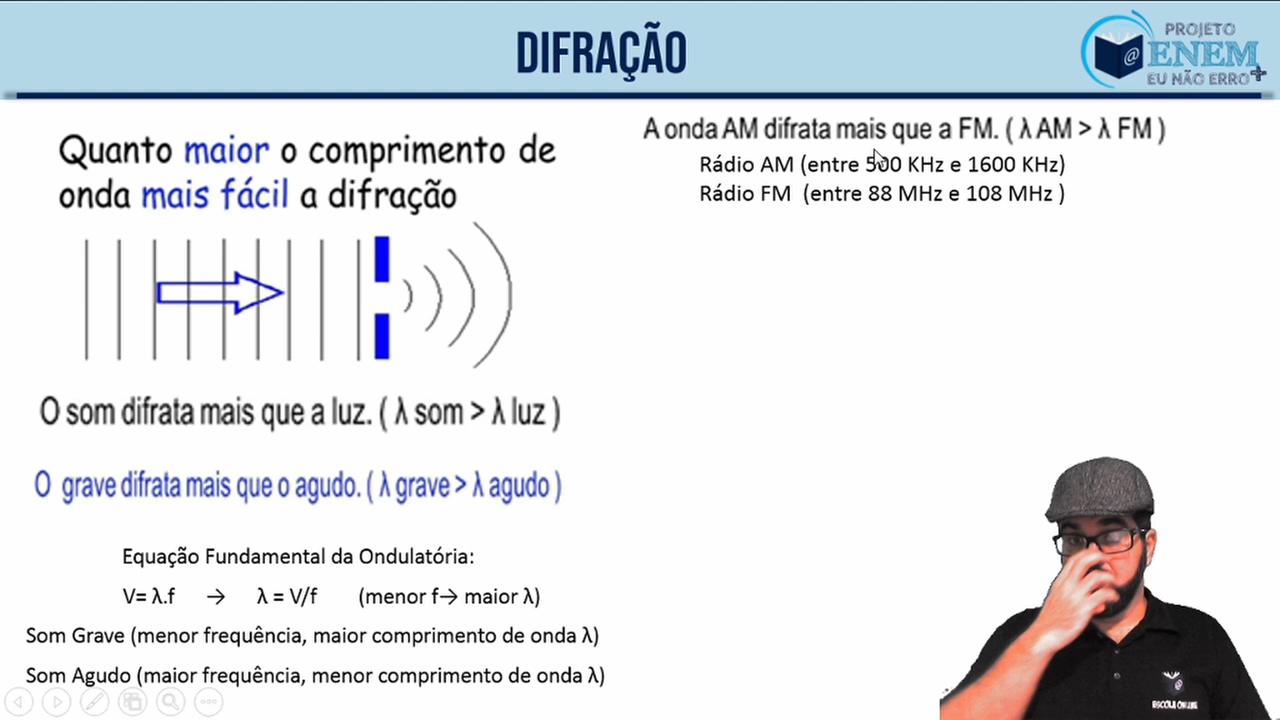 DIFRAÇÃO
PROJETO
@ENEM+
EU NÃO ERRO
Quanto maior o comprimento de
onda mais fácil a difração
O som difrata mais que a luz. ( λ som > λ luz )
O grave difrata mais que o agudo. ( λ grave > λ agudo )
Equação Fundamental da Ondulatória:
V= λ.f → λ = V/f (menor f→ maior λ)
Som Grave (menor frequência, maior comprimento de onda λ)
Som Agudo (maior frequência, menor comprimento de onda λ)
A onda AM difrata mais que a FM. ( λ AM > λ FM )
Rádio AM (entre 500 KHz e 1600 KHz)
Rádio FM (entre 88 MHz e 108 MHz )
@
ESCOLA ONLINE